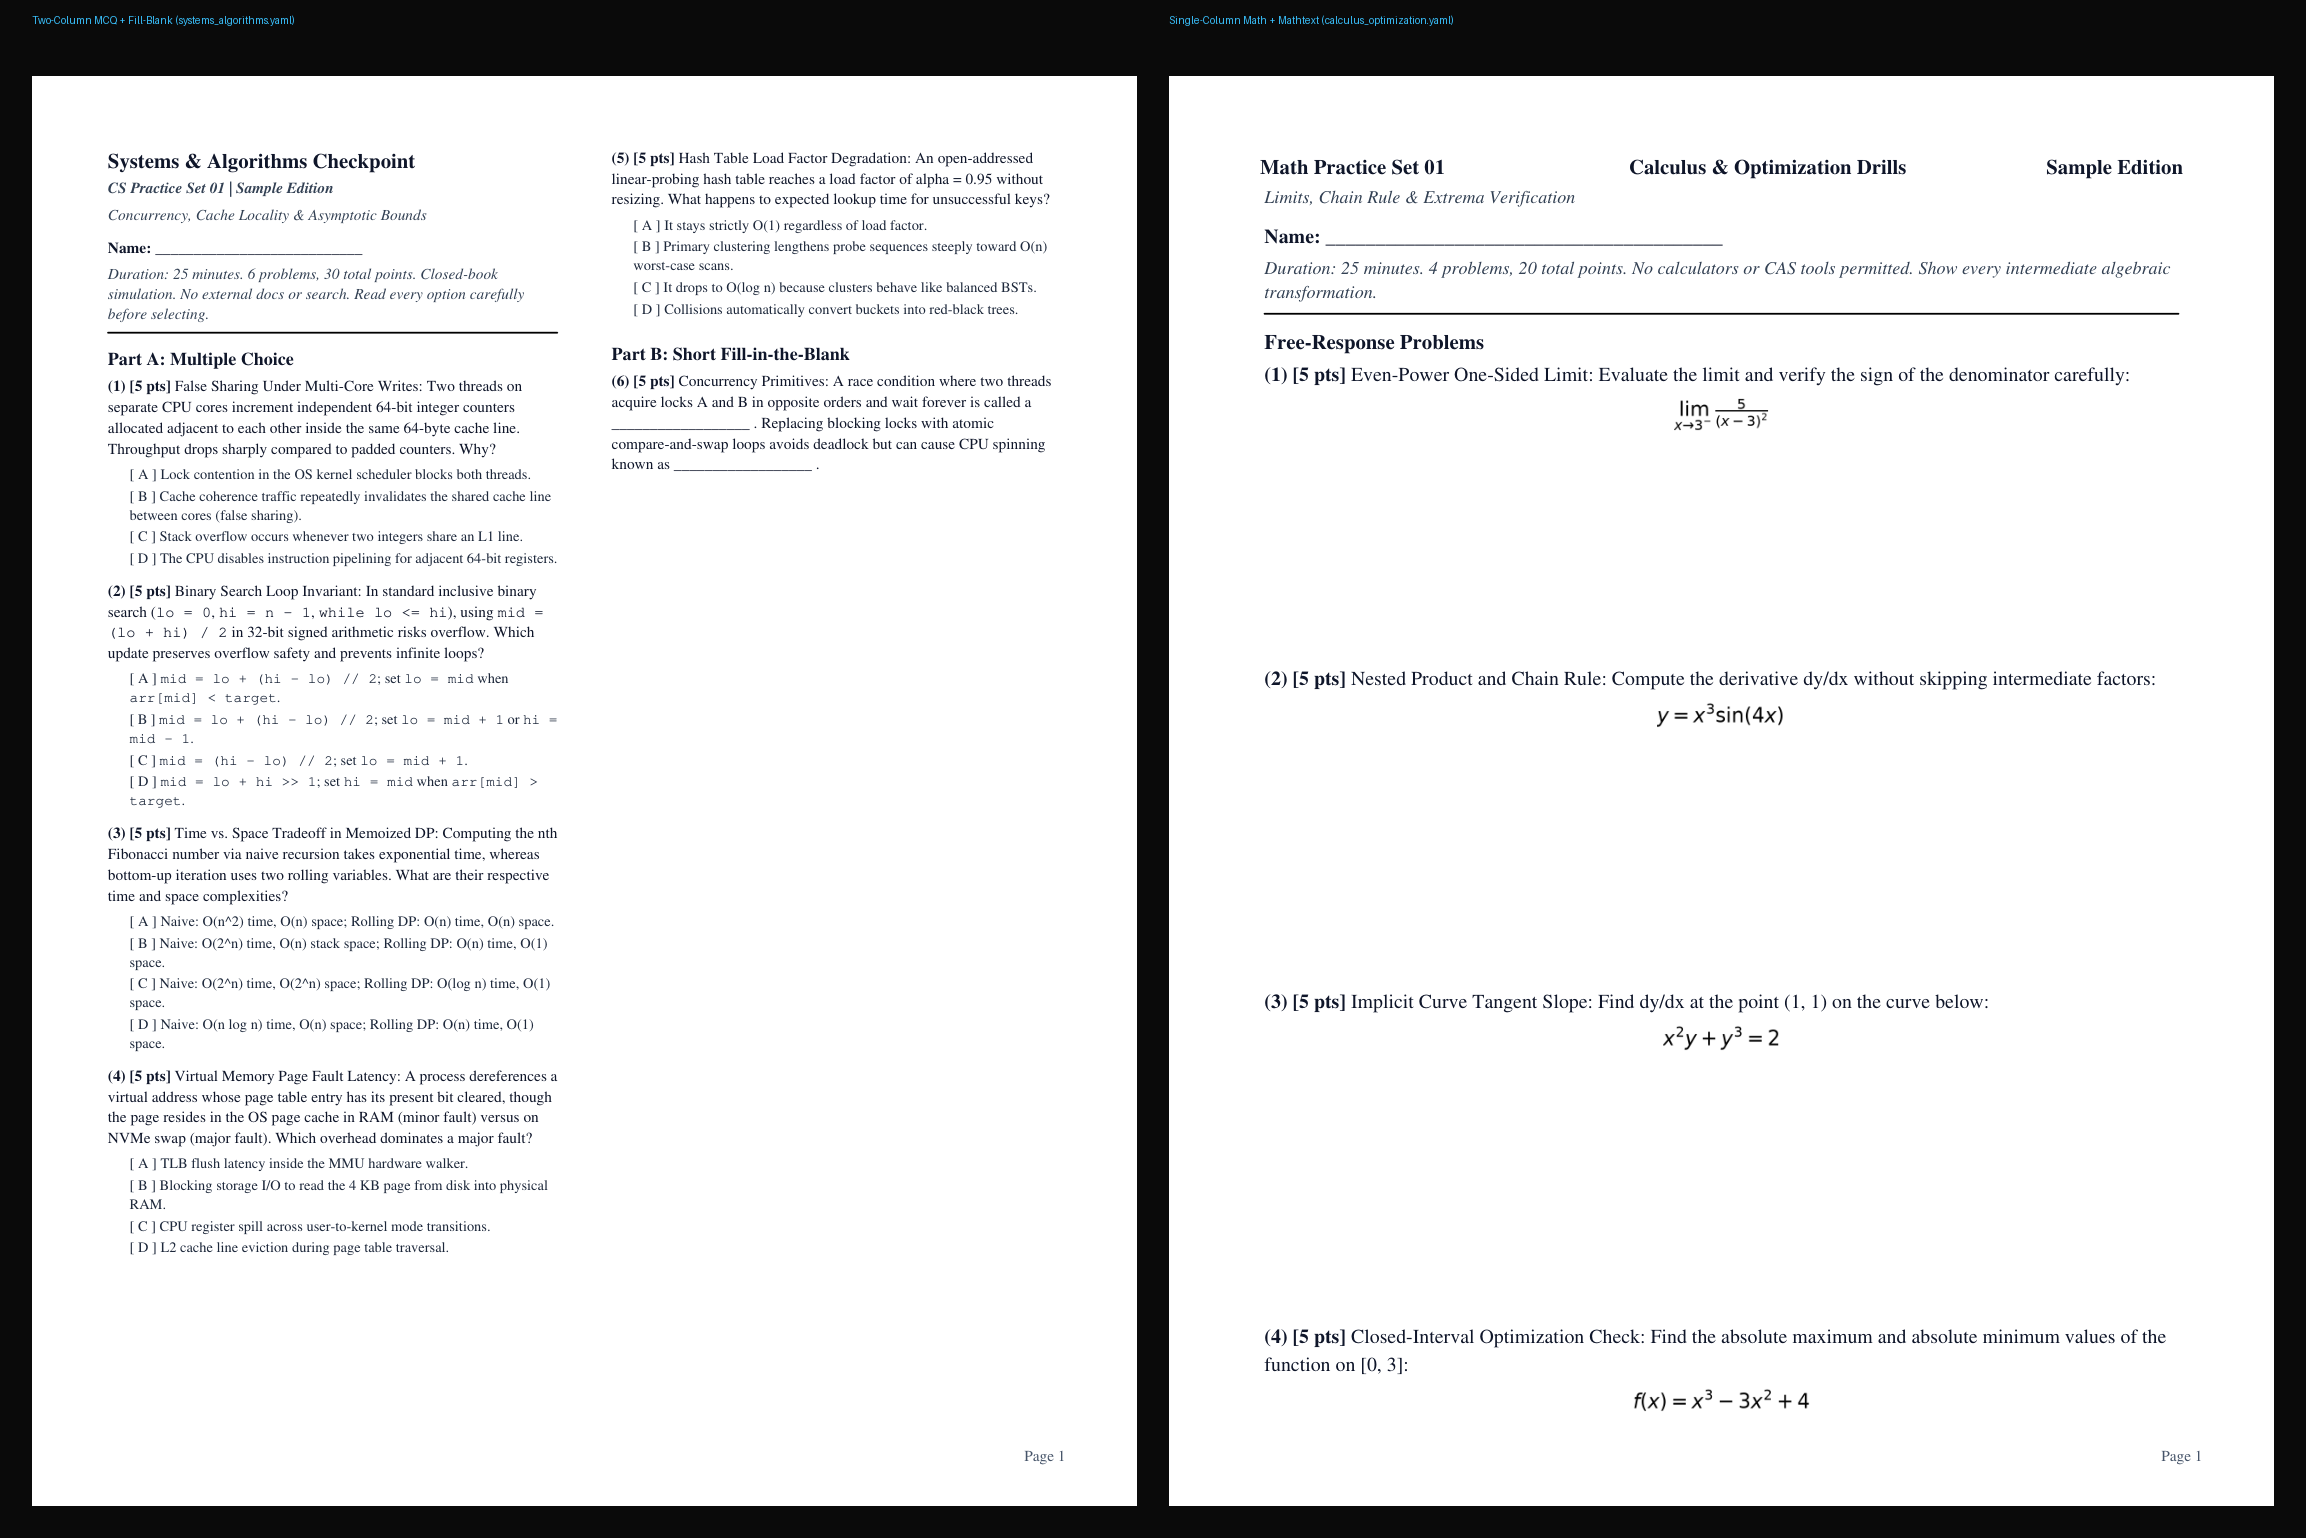 Two-Column MCQ + Fill-Blank (systems_algorithms.yaml)
Systems & Algorithms Checkpoint
CS Practice Set 01 | Sample Edition
Concurrency, Cache Locality & Asymptotic Bounds
Name: ___________________________
Duration: 25 minutes. 6 problems, 30 total points. Closed-book
simulation. No external docs or search. Read every option carefully
before selecting.
Part A: Multiple Choice
(1) [5 pts] False Sharing Under Multi-Core Writes: Two threads on
separate CPU cores increment independent 64-bit integer counters
allocated adjacent to each other inside the same 64-byte cache line.
Throughput drops sharply compared to padded counters. Why?
[ A ] Lock contention in the OS kernel scheduler blocks both threads.
[ B ] Cache coherence traffic repeatedly invalidates the shared cache line
between cores (false sharing).
[ C ] Stack overflow occurs whenever two integers share an L1 line.
[ D ] The CPU disables instruction pipelining for adjacent 64-bit registers.
(2) [5 pts] Binary Search Loop Invariant: In standard inclusive binary
search (lo = 0, hi = n - 1, while lo <= hi), using mid =
(lo + hi) / 2 in 32-bit signed arithmetic risks overflow. Which
update preserves overflow safety and prevents infinite loops?
[ A ] mid = lo + (hi - lo) // 2; set lo = mid when
arr[mid] < target.
[ B ] mid = lo + (hi - lo) // 2; set lo = mid + 1 or hi =
mid - 1.
[ C ] mid = (hi - lo) // 2; set lo = mid + 1.
[ D ] mid = lo + hi >> 1; set hi = mid when arr[mid] >
target.
(3) [5 pts] Time vs. Space Tradeoff in Memoized DP: Computing the nth
Fibonacci number via naive recursion takes exponential time, whereas
bottom-up iteration uses two rolling variables. What are their respective
time and space complexities?
[ A ] Naive: O(n^2) time, O(n) space; Rolling DP: O(n) time, O(n) space.
[ B ] Naive: O(2^n) time, O(n) stack space; Rolling DP: O(n) time, O(1)
space.
[ C ] Naive: O(2^n) time, O(2^n) space; Rolling DP: O(log n) time, O(1)
space.
[ D ] Naive: O(n log n) time, O(n) space; Rolling DP: O(n) time, O(1)
space.
(4) [5 pts] Virtual Memory Page Fault Latency: A process dereferences a
virtual address whose page table entry has its present bit cleared, though
the page resides in the OS page cache in RAM (minor fault) versus on
NVMe swap (major fault). Which overhead dominates a major fault?
[ A ] TLB flush latency inside the MMU hardware walker.
[ B ] Blocking storage I/O to read the 4 KB page from disk into physical
RAM.
[ C ] CPU register spill across user-to-kernel mode transitions.
[ D ] L2 cache line eviction during page table traversal.
(5) [5 pts] Hash Table Load Factor Degradation: An open-addressed
linear-probing hash table reaches a load factor of alpha = 0.95 without
resizing. What happens to expected lookup time for unsuccessful keys?
[ A ] It stays strictly O(1) regardless of load factor.
[ B ] Primary clustering lengthens probe sequences steeply toward O(n)
worst-case scans.
[ C ] It drops to O(log n) because clusters behave like balanced BSTs.
[ D ] Collisions automatically convert buckets into red-black trees.
Part B: Short Fill-in-the-Blank
(6) [5 pts] Concurrency Primitives: A race condition where two threads
acquire locks A and B in opposite orders and wait forever is called a
__________________ . Replacing blocking locks with atomic
compare-and-swap loops avoids deadlock but can cause CPU spinning
known as __________________ .
Page 1
Single-Column Math + Mathtext (calculus_optimization.yaml)
Math Practice Set 01 Calculus & Optimization Drills Sample Edition
Limits, Chain Rule & Extrema Verification
Name: ________________________________________
Duration: 25 minutes. 4 problems, 20 total points. No calculators or CAS tools permitted. Show every intermediate algebraic
transformation.
Free-Response Problems
(1) [5 pts] Even-Power One-Sided Limit: Evaluate the limit and verify the sign of the denominator carefully:
lim x→3⁻ 5/(x − 3)²
(2) [5 pts] Nested Product and Chain Rule: Compute the derivative dy/dx without skipping intermediate factors:
y = x³sin(4x)
(3) [5 pts] Implicit Curve Tangent Slope: Find dy/dx at the point (1, 1) on the curve below:
x²y + y³ = 2
(4) [5 pts] Closed-Interval Optimization Check: Find the absolute maximum and absolute minimum values of the
function on [0, 3]:
f(x) = x³ − 3x² + 4
Page 1